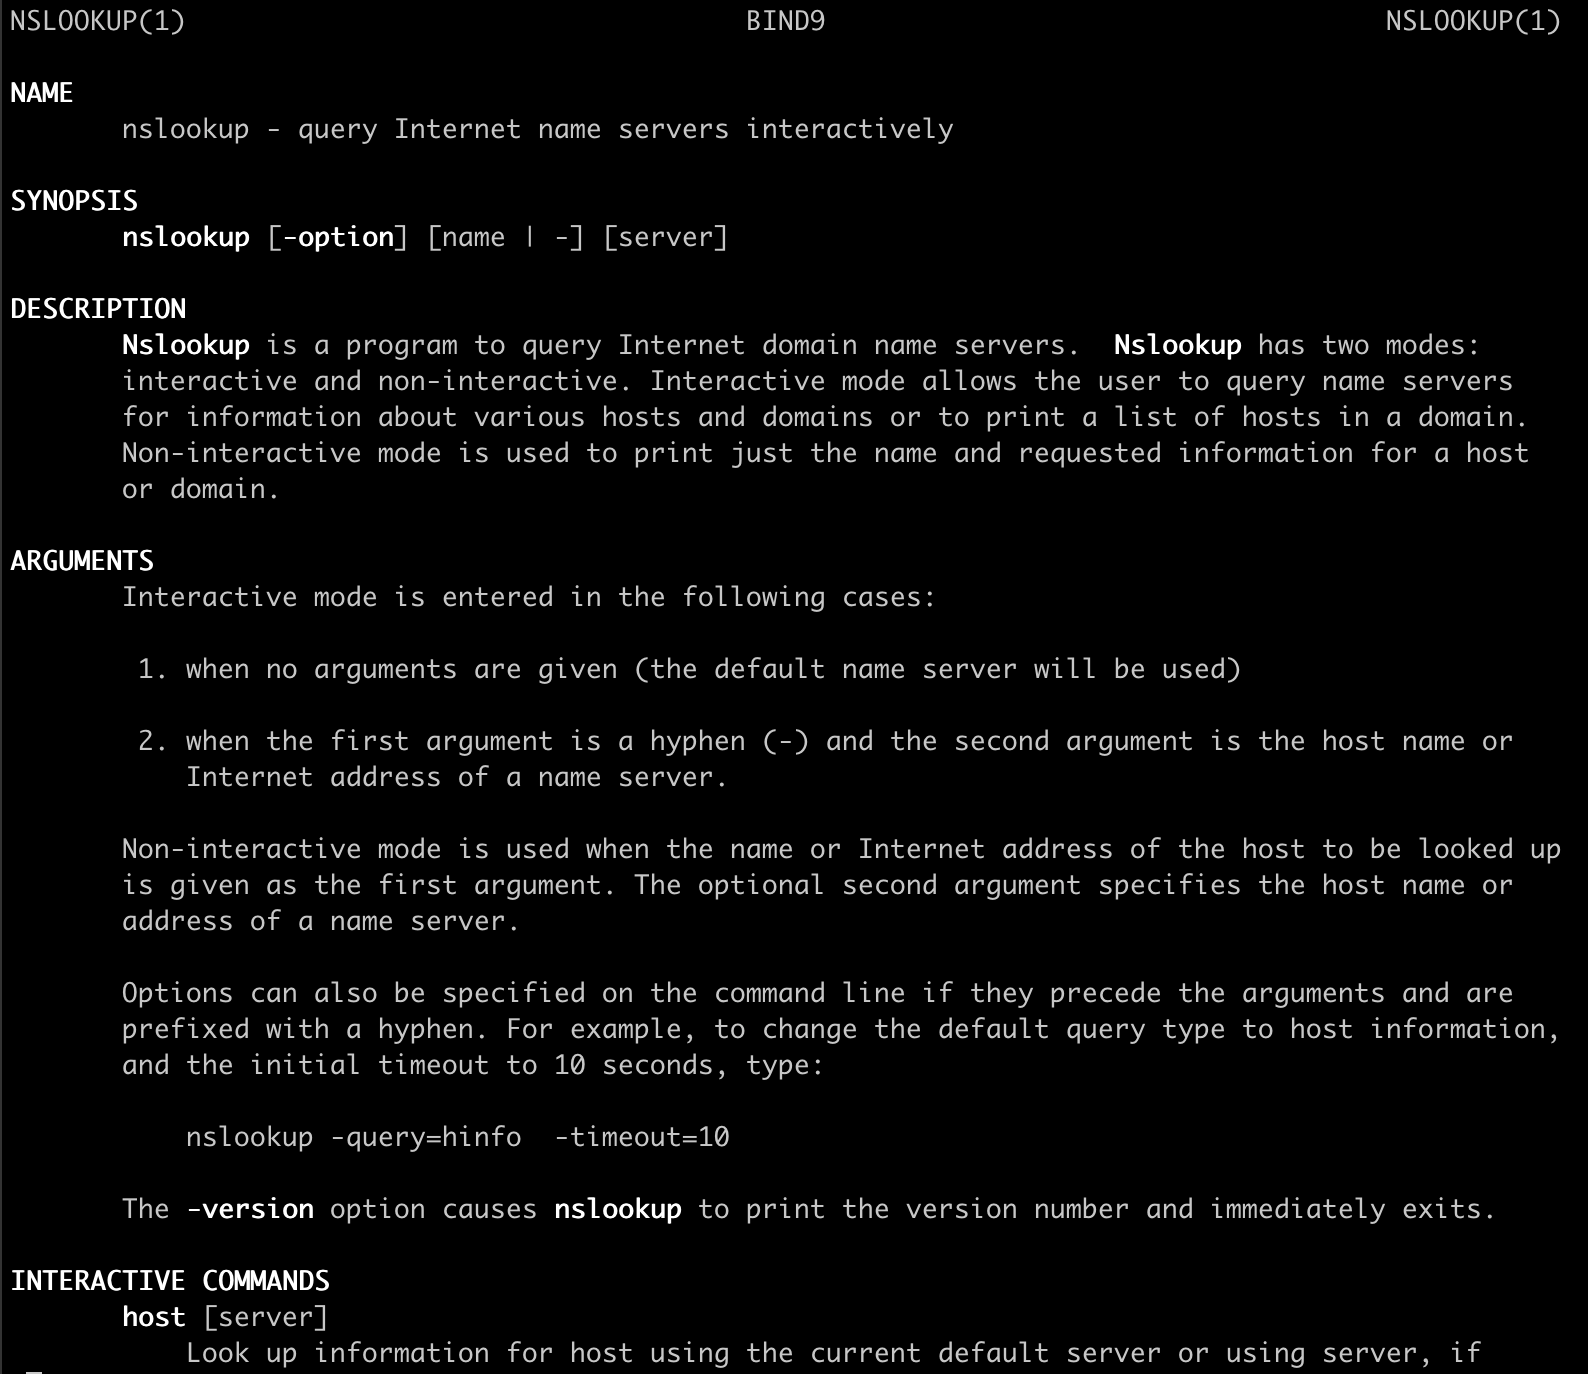 NSLOOKUP(1) BIND9 NSLOOKUP(1)
NAME
nslookup - query Internet name servers interactively
SYNOPSIS
nslookup [-option] [name | -] [server]
DESCRIPTION
Nslookup is a program to query Internet domain name servers.  Nslookup has two modes:
interactive and non-interactive. Interactive mode allows the user to query name servers
for information about various hosts and domains or to print a list of hosts in a domain.
Non-interactive mode is used to print just the name and requested information for a host
or domain.
ARGUMENTS
Interactive mode is entered in the following cases:
1. when no arguments are given (the default name server will be used)
2. when the first argument is a hyphen (-) and the second argument is the host name or
Internet address of a name server.
Non-interactive mode is used when the name or Internet address of the host to be looked up
is given as the first argument. The optional second argument specifies the host name or
address of a name server.
Options can also be specified on the command line if they precede the arguments and are
prefixed with a hyphen. For example, to change the default query type to host information,
and the initial timeout to 10 seconds, type:
nslookup -query=hinfo  -timeout=10
The -version option causes nslookup to print the version number and immediately exits.
INTERACTIVE COMMANDS
host [server]
Look up information for host using the current default server or using server, if